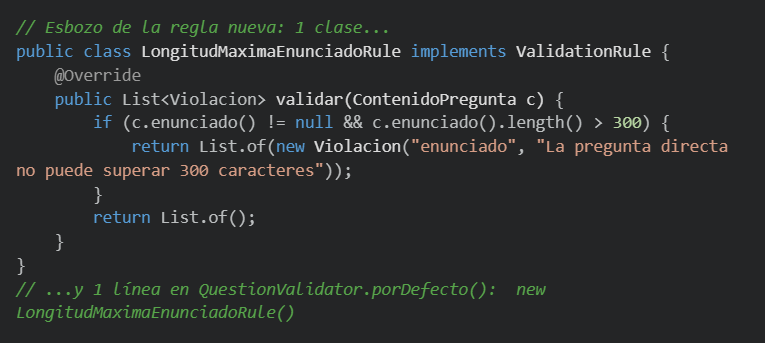 // Esbozo de la regla nueva: 1 clase...
public class LongitudMaximaEnunciadoRule implements ValidationRule {
    @Override
    public List<Violacion> validar(ContenidoPregunta c) {
        if (c.enunciado() != null && c.enunciado().length() > 300) {
            return List.of(new Violacion("enunciado", "La pregunta directa
no puede superar 300 caracteres"));
        }
        return List.of();
    }
}
// ...y 1 línea en QuestionValidator.porDefecto():  new
LongitudMaximaEnunciadoRule()